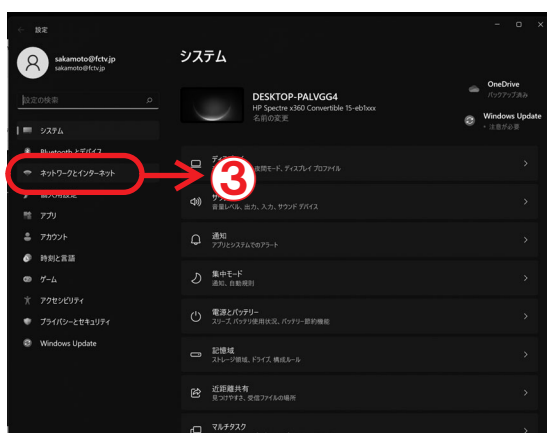 設定
sakamoto@fctv.jp
sakamoto@fctv.jp
設定の検索
システム
Bluetooth とデバイス
ネットワークとインターネット
個人用設定
アプリ
アカウント
時刻と言語
ゲーム
アクセシビリティ
プライバシーとセキュリティ
Windows Update
システム
DESKTOP-PALVGG4
HP Spectre x360 Convertible 15-eb1xxx
名前の変更
OneDrive
バックアップ済み
Windows Update
・注意が必要
3
夜間モード、ディスプレイ プロファイル
音量レベル、出力、入力、サウンド デバイス
通知
アプリとシステムでのアラート
集中モード
通知、自動規則
電源とバッテリー
スリープ、バッテリ使用状況、バッテリー節約機能
記憶域
ストレージ領域、ドライブ、構成ルール
近距離共有
見つけやすさ、受信ファイルの場所
マルチタスク